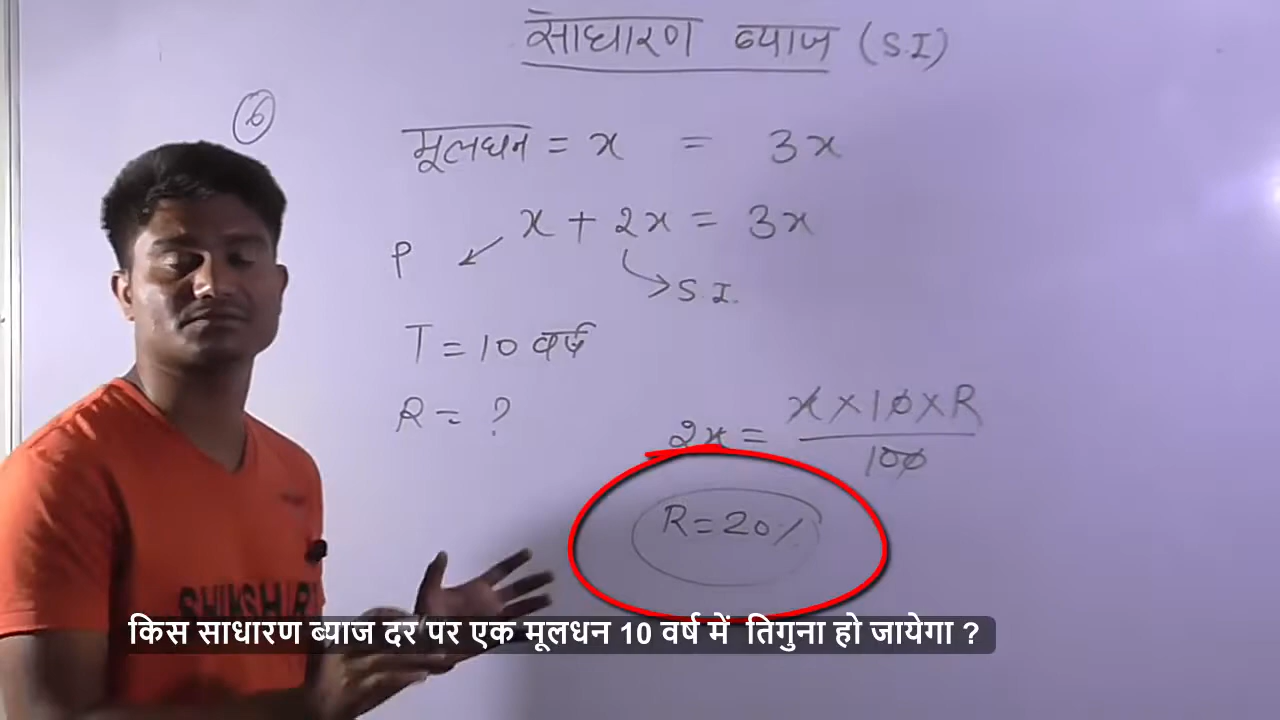 साधारण ब्याज (S.I)
6
मूलधन = x = 3x
x + 2x = 3x
P
S.I.
T = 10 वर्ष
R = ?
2x = x × 10 × R / 100
R = 20%
किस साधारण ब्याज दर पर एक मूलधन 10 वर्ष में तिगुना हो जायेगा ?